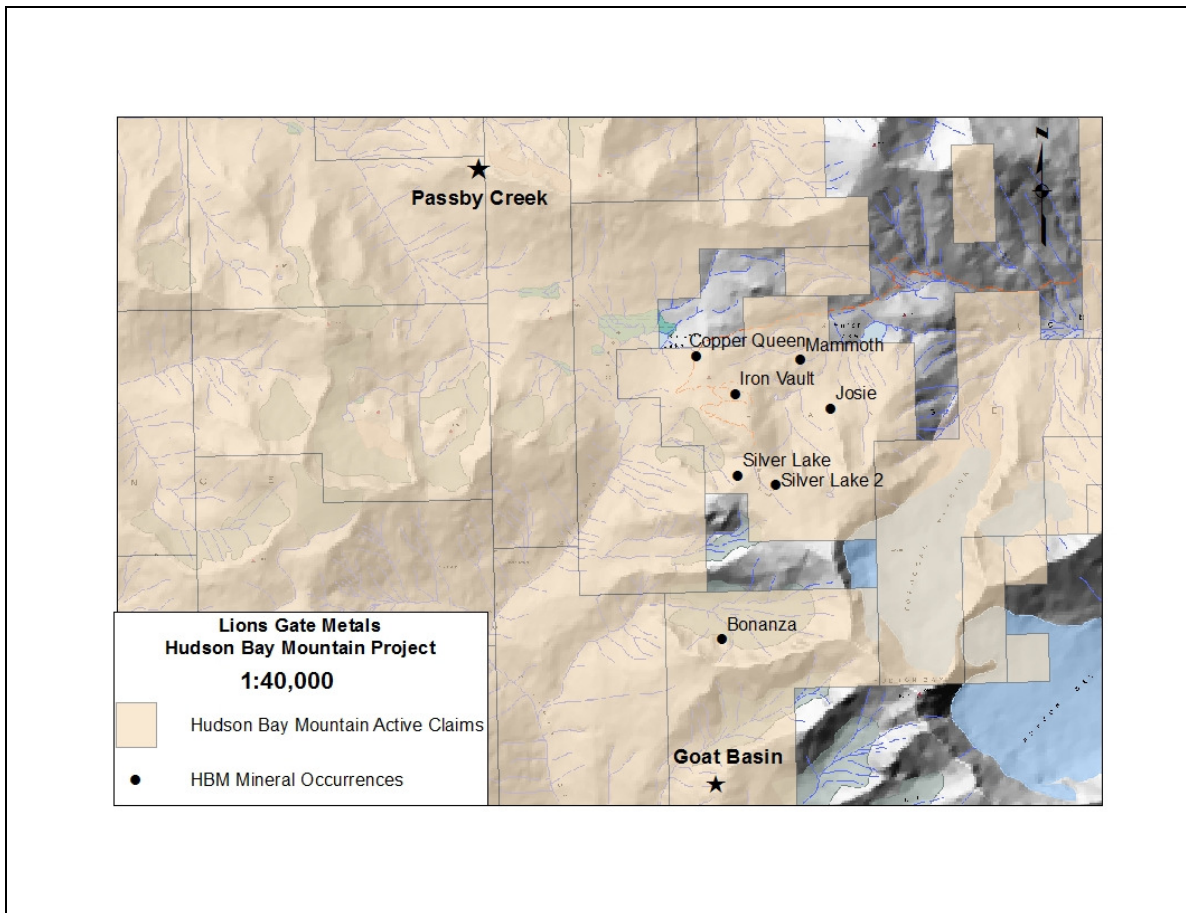 N
Passby Creek
Copper Queen
Mammoth
Iron Vault
Josie
Silver Lake
Silver Lake 2
Bonanza
Goat Basin
Lions Gate Metals
Hudson Bay Mountain Project
1:40,000
Hudson Bay Mountain Active Claims
HBM Mineral Occurrences